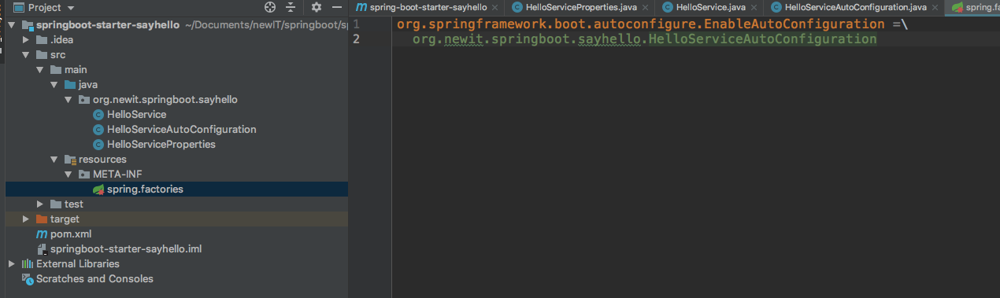 Project
springboot-starter-sayhello ~/Documents/newIT/springboot/sp
.idea
src
main
java
org.newit.springboot.sayhello
HelloService
HelloServiceAutoConfiguration
HelloServiceProperties
resources
META-INF
spring.factories
test
target
pom.xml
springboot-starter-sayhello.iml
External Libraries
Scratches and Consoles
spring-boot-starter-sayhello
HelloServiceProperties.java
HelloService.java
HelloServiceAutoConfiguration.java
spring.fa
1 org.springframework.boot.autoconfigure.EnableAutoConfiguration =\
2 org.newit.springboot.sayhello.HelloServiceAutoConfiguration